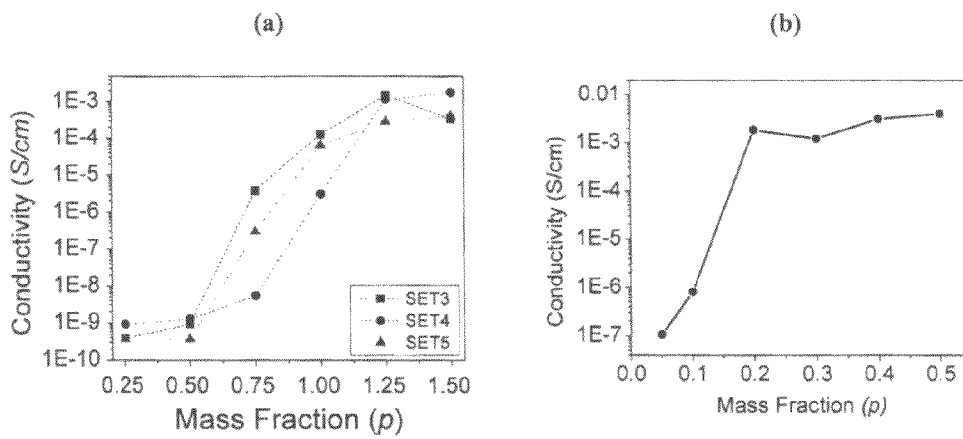 (a)
(b)
Conductivity (S/cm)
1E-3
1E-4
1E-5
1E-6
1E-7
1E-8
1E-9
1E-10
0.25 0.50 0.75 1.00 1.25 1.50
Mass Fraction (p)
SET3
SET4
SET5
Conductivity (S/cm)
0.01
1E-3
1E-4
1E-5
1E-6
1E-7
0.0 0.1 0.2 0.3 0.4 0.5
Mass Fraction (p)